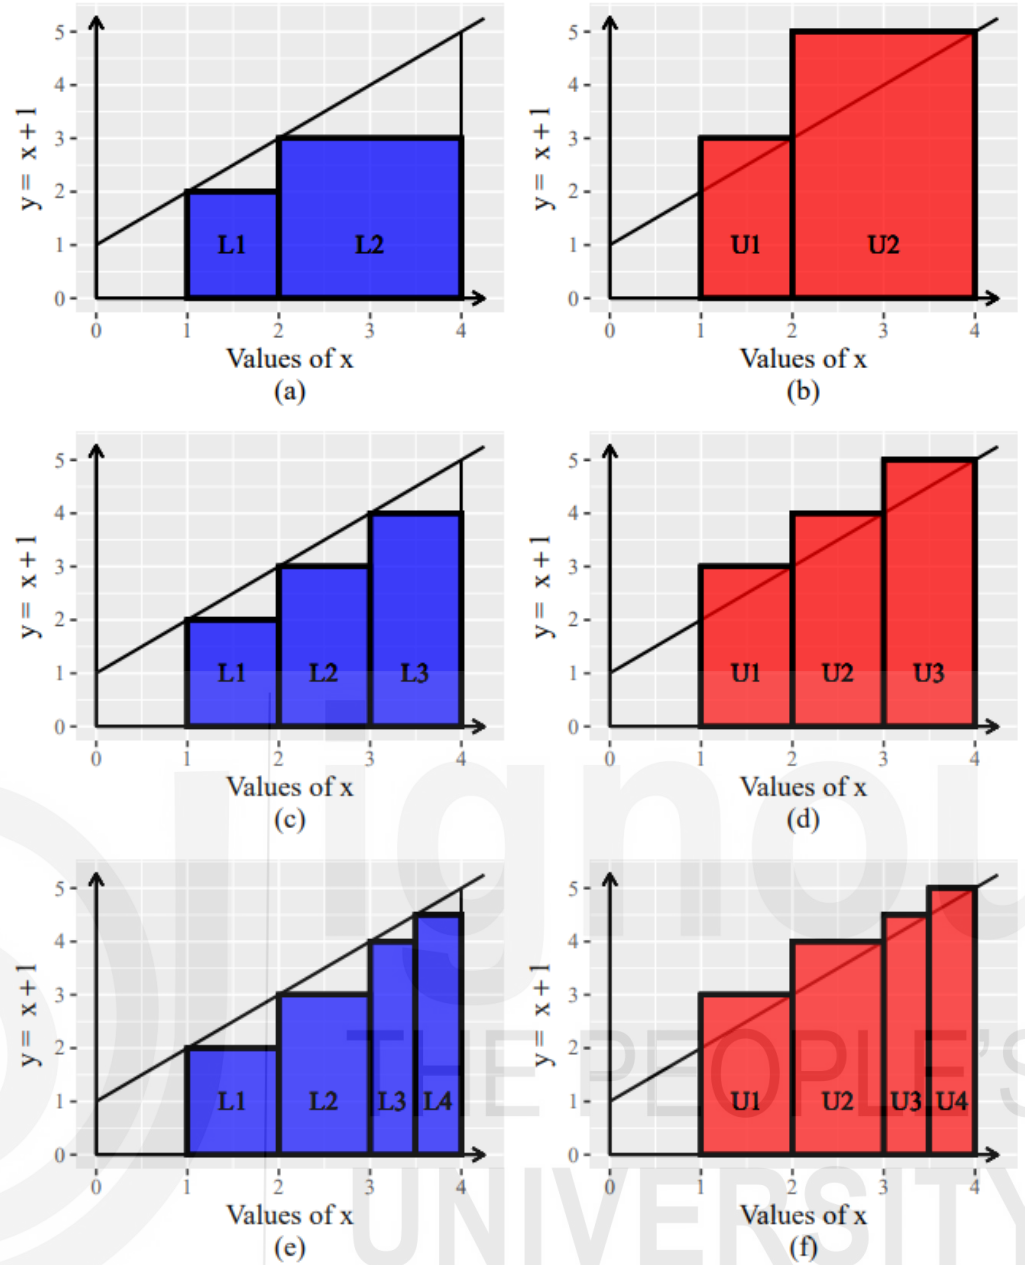 5
4
3
2
1
0
y = x + 1
L1
L2
0 1 2 3 4
Values of x
(a)
5
4
3
2
1
0
y = x + 1
U1
U2
0 1 2 3 4
Values of x
(b)
5
4
3
2
1
0
y = x + 1
L1
L2
L3
0 1 2 3 4
Values of x
(c)
5
4
3
2
1
0
y = x + 1
U1
U2
U3
0 1 2 3 4
Values of x
(d)
5
4
3
2
1
0
y = x + 1
L1
L2
L3
L4
0 1 2 3 4
Values of x
(e)
5
4
3
2
1
0
y = x + 1
U1
U2
U3
U4
0 1 2 3 4
Values of x
(f)
ignou
THE PEOPLE'S
UNIVERSITY